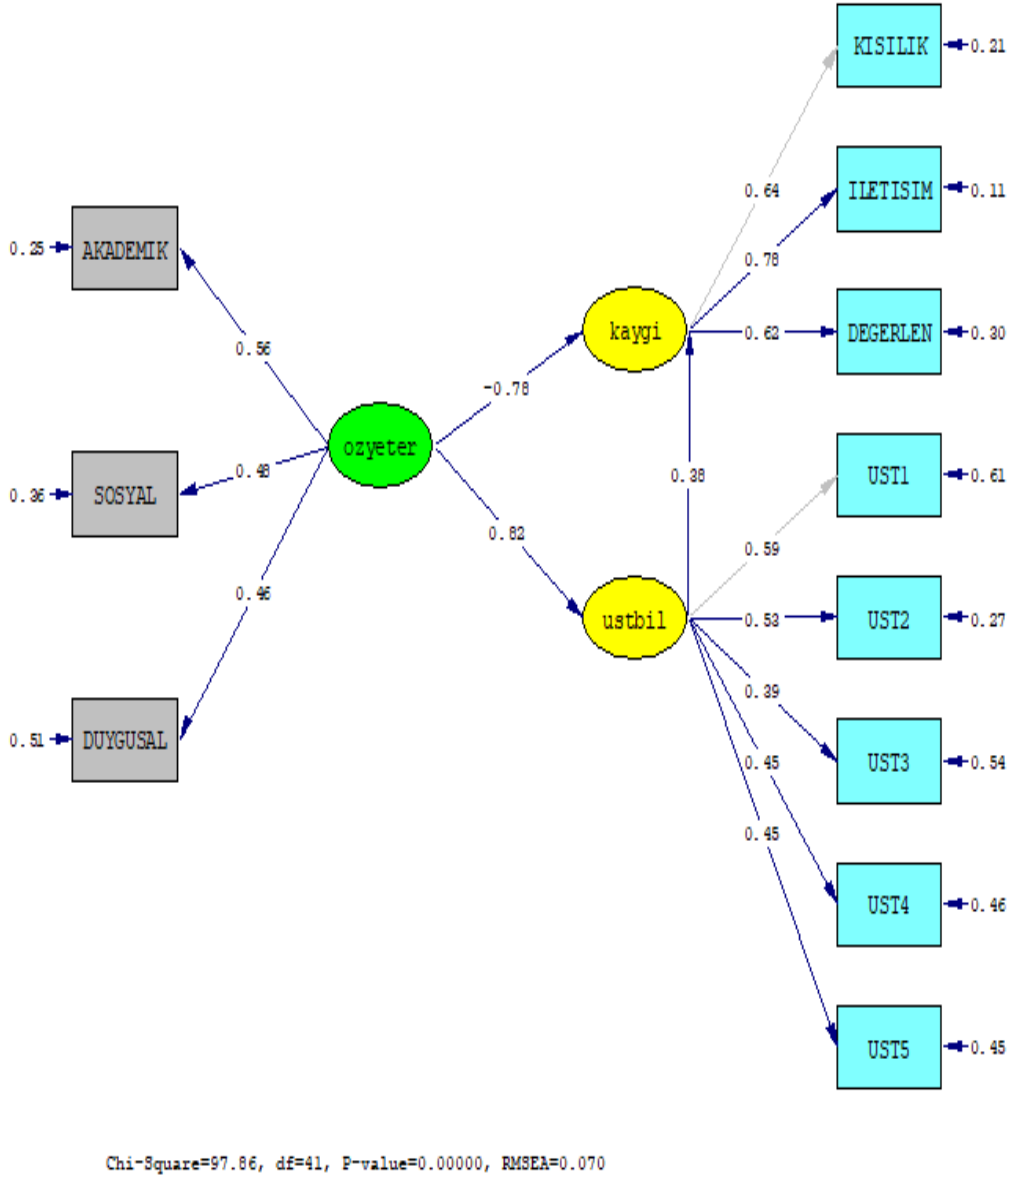 KISILIK
0.21
0.64
ILETISIM
0.11
0.78
0.25
AKADEMIK
0.56
kaygi
0.62
DEGERLEN
0.30
-0.78
ozyeter
0.48
0.36
SOSYAL
0.38
UST1
0.61
0.82
0.59
0.46
ustbil
0.53
UST2
0.27
0.39
0.51
DUYGUSAL
0.45
UST3
0.54
0.45
UST4
0.46
UST5
0.45
Chi-Square=97.86, df=41, P-value=0.00000, RMSEA=0.070